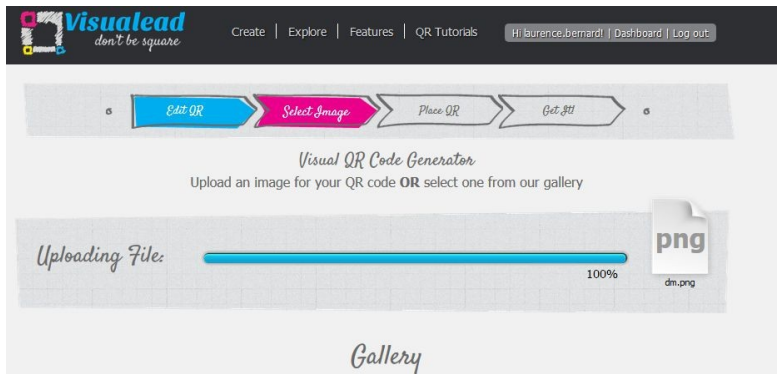 Visualead
don't be square
Create | Explore | Features | QR Tutorials
Hi laurence.bernard! | Dashboard | Log out
Edit QR
Select Image
Place QR
Get It!
Visual QR Code Generator
Upload an image for your QR code OR select one from our gallery
Uploading File:
100%
png
dm.png
Gallery